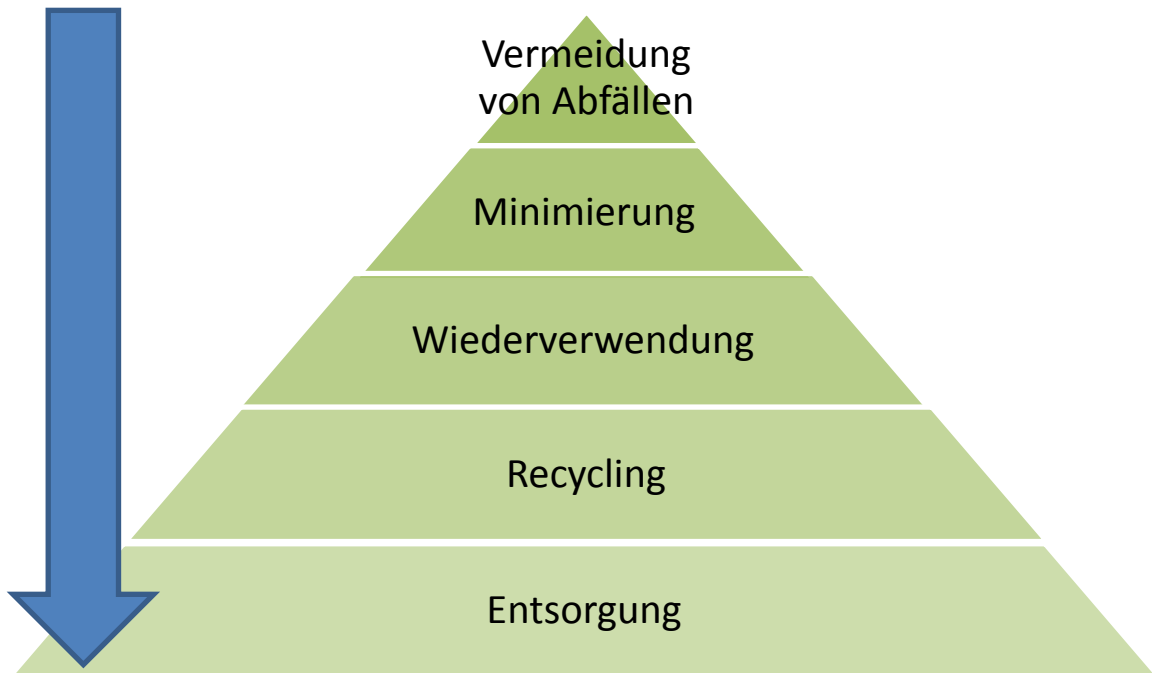 Vermeidung
von Abfällen
Minimierung
Wiederverwendung
Recycling
Entsorgung